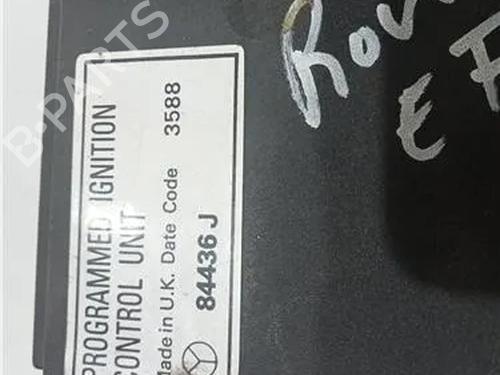 PROGRAMMED IGNITION
CONTROL UNIT
Made in U.K. Date Code 3588
84436 J
B-PARTS
E